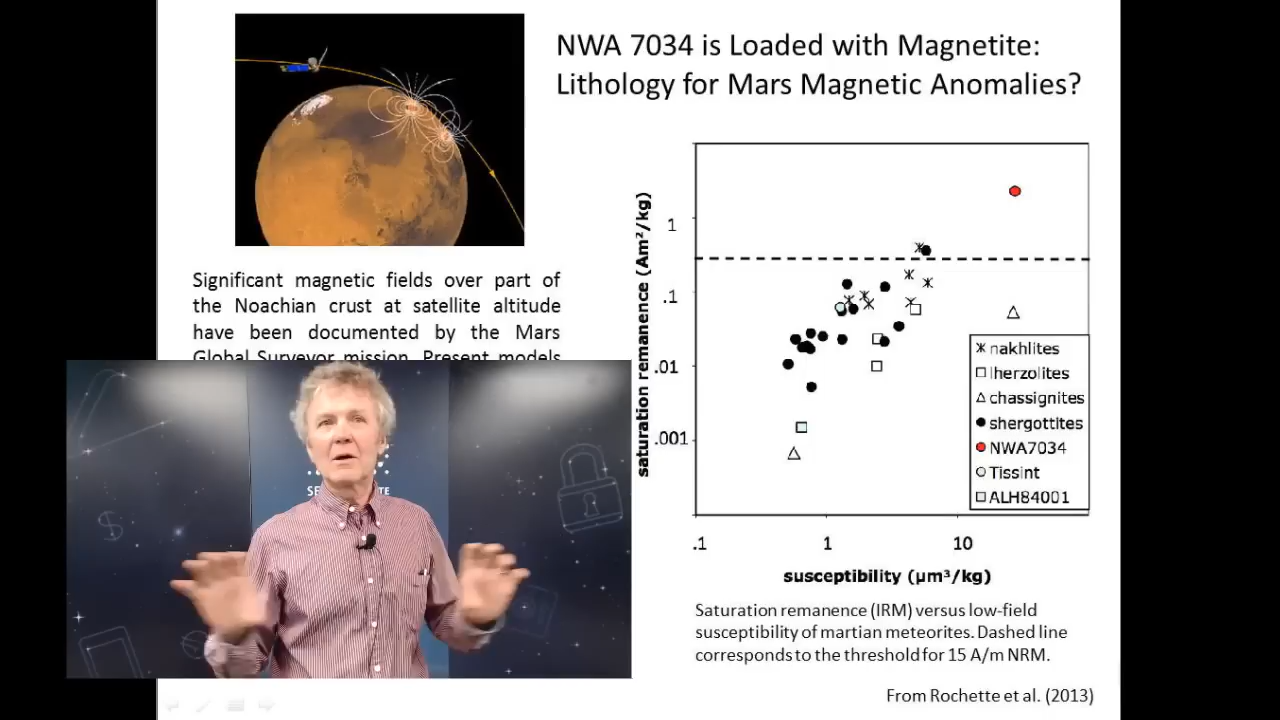 NWA 7034 is Loaded with Magnetite:
Lithology for Mars Magnetic Anomalies?
Significant magnetic fields over part of
the Noachian crust at satellite altitude
have been documented by the Mars
Global Surveyor mission. Present models
saturation remanence (Am²/kg)
1
.1
.01
.001
nakhlites
lherzolites
chassignites
shergottites
NWA7034
Tissint
ALH84001
.1
1
10
susceptibility (µm³/kg)
Saturation remanence (IRM) versus low-field
susceptibility of martian meteorites. Dashed line
corresponds to the threshold for 15 A/m NRM.
From Rochette et al. (2013)